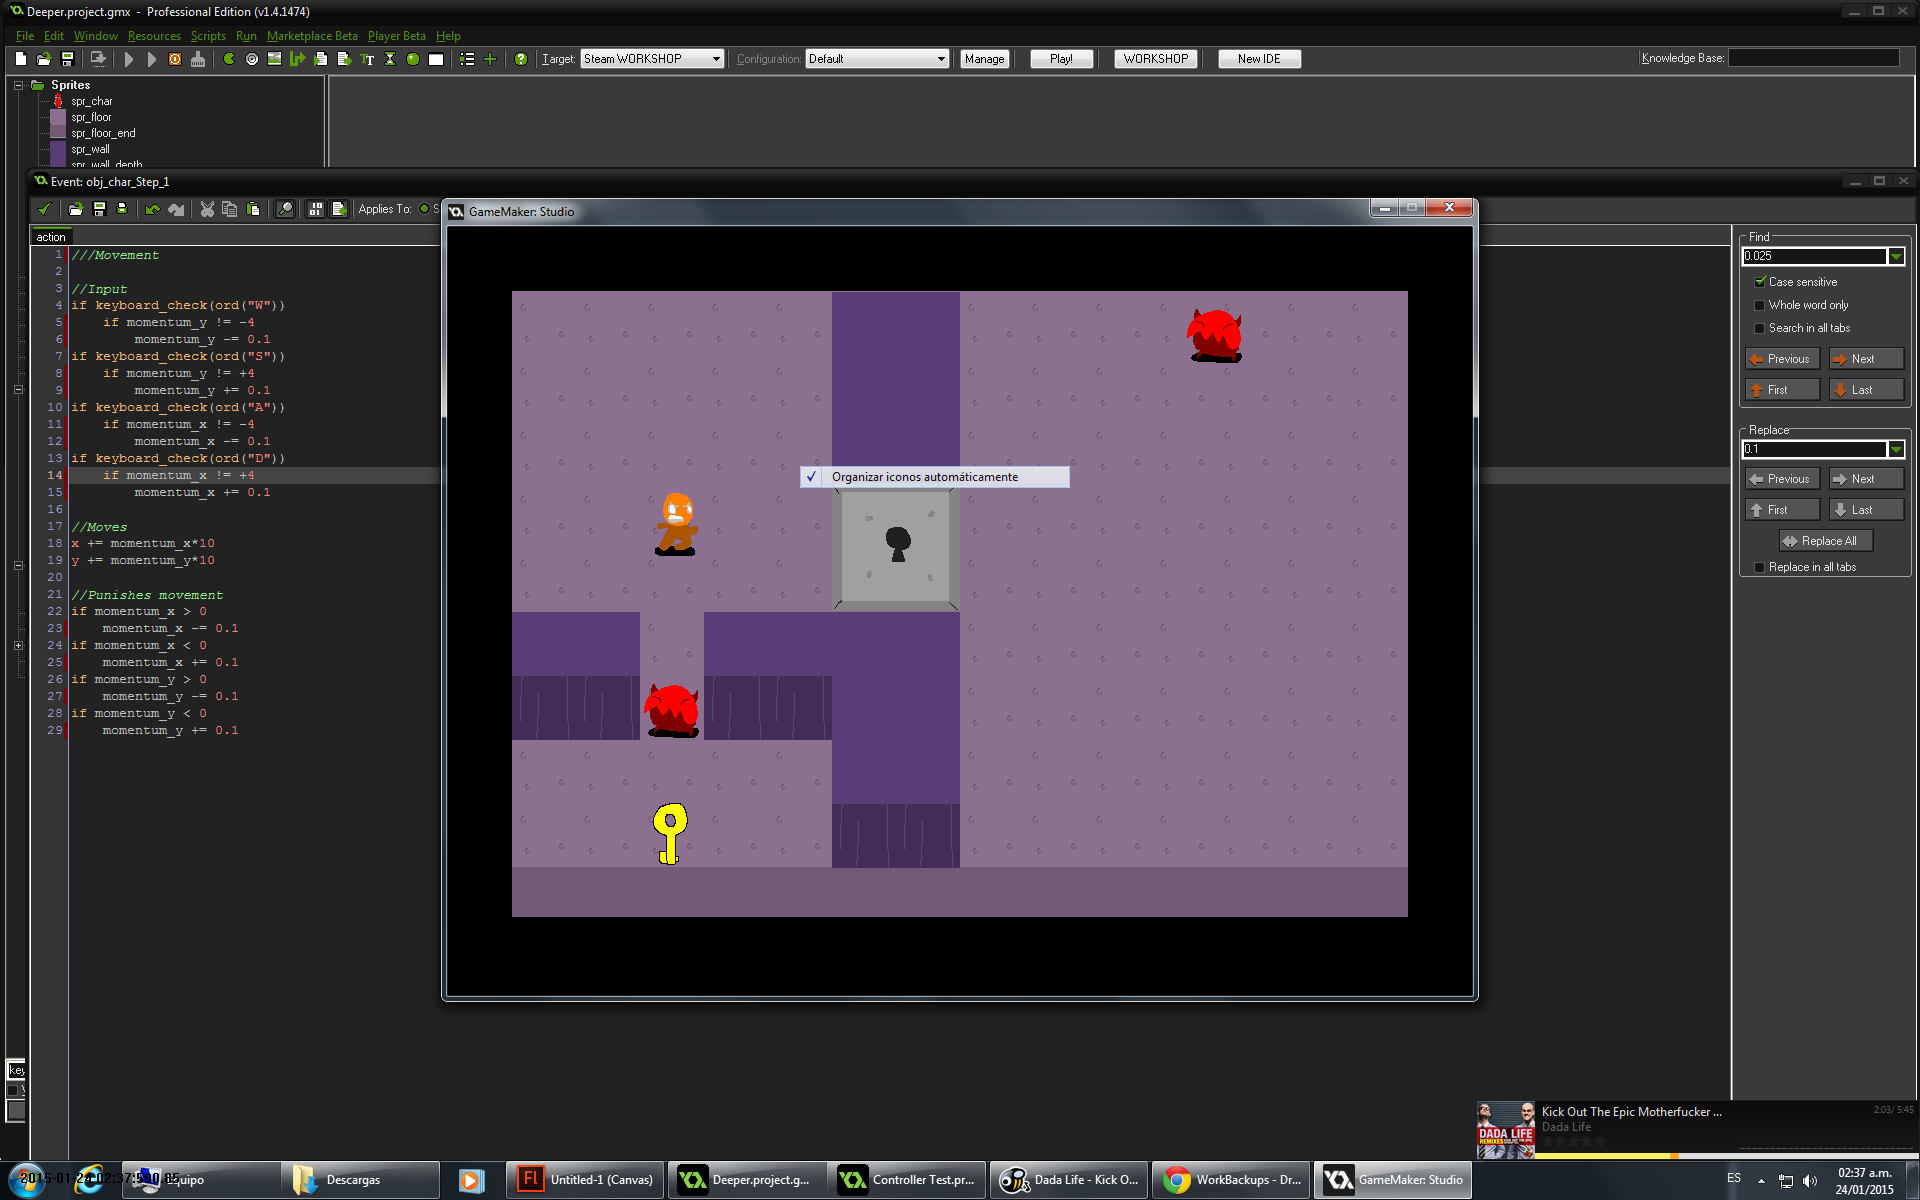 Deeper.project.gmx - Professional Edition (v1.4.1474)
File Edit Window Resources Scripts Run Marketplace Beta Player Beta Help
Target: Steam WORKSHOP Configuration: Default Manage Play! WORKSHOP New IDE Knowledge Base:
Sprites
spr_char
spr_floor
spr_floor_end
spr_wall
spr_wall_depth
Event: obj_char_Step_1
Applies To: S
GameMaker: Studio
action
1 ///Movement
2
3 //Input
4 if keyboard_check(ord("W"))
5 if momentum_y != -4
6 momentum_y -= 0.1
7 if keyboard_check(ord("S"))
8 if momentum_y != +4
9 momentum_y += 0.1
10 if keyboard_check(ord("A"))
11 if momentum_x != -4
12 momentum_x -= 0.1
13 if keyboard_check(ord("D"))
14 if momentum_x != +4
15 momentum_x += 0.1
16
17 //Moves
18 x += momentum_x*10
19 y += momentum_y*10
20
21 //Punishes movement
22 if momentum_x > 0
23 momentum_x -= 0.1
24 if momentum_x < 0
25 momentum_x += 0.1
26 if momentum_y > 0
27 momentum_y -= 0.1
28 if momentum_y < 0
29 momentum_y += 0.1
Organizar iconos automáticamente
Find
0.025
Case sensitive
Whole word only
Search in all tabs
Previous Next
First Last
Replace
0.1
Previous Next
First Last
Replace All
Replace in all tabs
key
Kick Out The Epic Motherfucker ...
2:03/ 5:45
Dada Life
DADA LIFE
Equipo
Descargas
Untitled-1 (Canvas)
Deeper.project.g...
Controller Test.pr...
Dada Life - Kick O...
WorkBackups - Dr...
GameMaker: Studio
ES
02:37 a.m.
24/01/2015